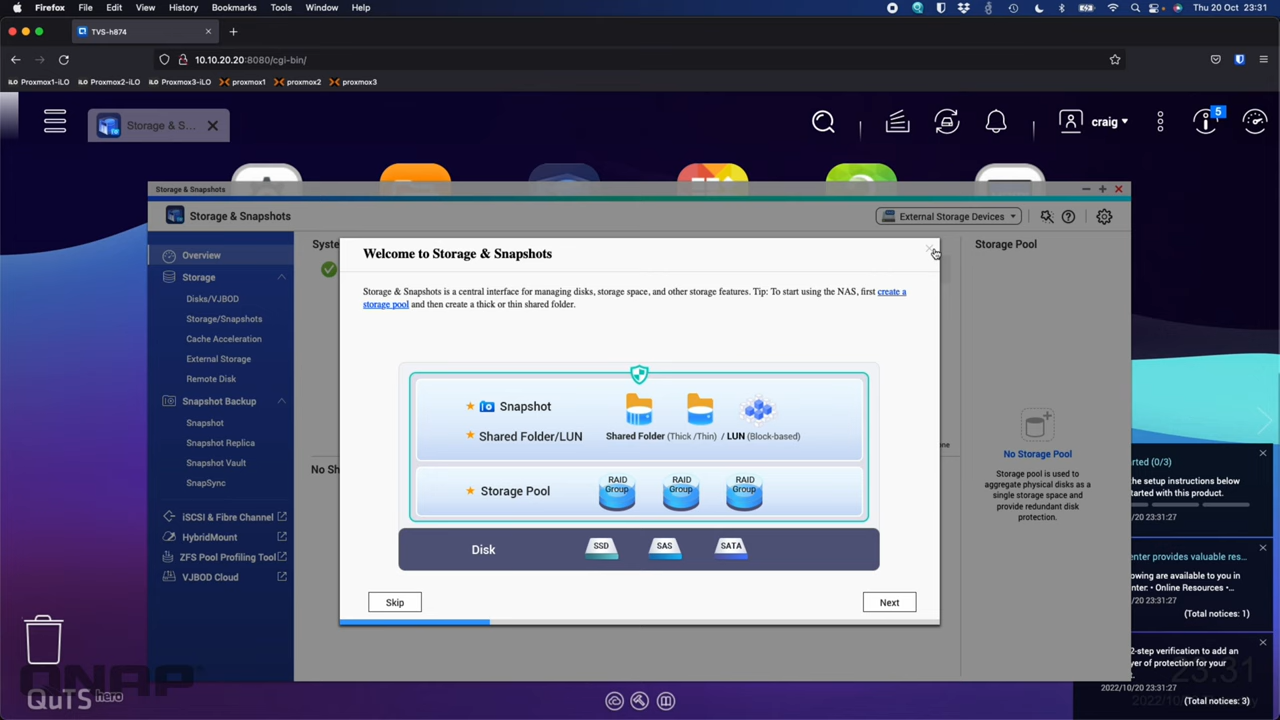 Firefox File Edit View History Bookmarks Tools Window Help Thu 20 Oct 23:31
TVS-h874
10.10.20.20:8080/cgi-bin/
iLO Proxmox1-iLO iLO Proxmox2-iLO iLO Proxmox3-iLO proxmox1 proxmox2 proxmox3
Storage & S... craig 5
Storage & Snapshots
Storage & Snapshots External Storage Devices
Overview
Storage
Disks/VJBOD
Storage/Snapshots
Cache Acceleration
External Storage
Remote Disk
Snapshot Backup
Snapshot
Snapshot Replica
Snapshot Vault
SnapSync
iSCSI & Fibre Channel
HybridMount
ZFS Pool Profiling Tool
VJBOD Cloud
Syste
No Sh
Welcome to Storage & Snapshots
Storage & Snapshots is a central interface for managing disks, storage space, and other storage features. Tip: To start using the NAS, first create a
storage pool and then create a thick or thin shared folder.
Snapshot
Shared Folder/LUN
Shared Folder (Thick /Thin) / LUN (Block-based)
Storage Pool
RAID Group
RAID Group
RAID Group
Disk SSD SAS SATA
Skip Next
Storage Pool
No Storage Pool
Storage pool is used to
aggregate physical disks as a
single storage space and
provide redundant disk
protection.
rted (0/3)
the setup instructions below
tarted with this product.
/20 23:31:27
enter provides valuable res...
owing are available to you in
enter: • Online Resources •...
/20 23:31:27
(Total notices: 1)
2-step verification to add an
yer of protection for your
2022/10/20 23:31:27
(Total notices: 3)
23:31
QNAP
QuTS hero